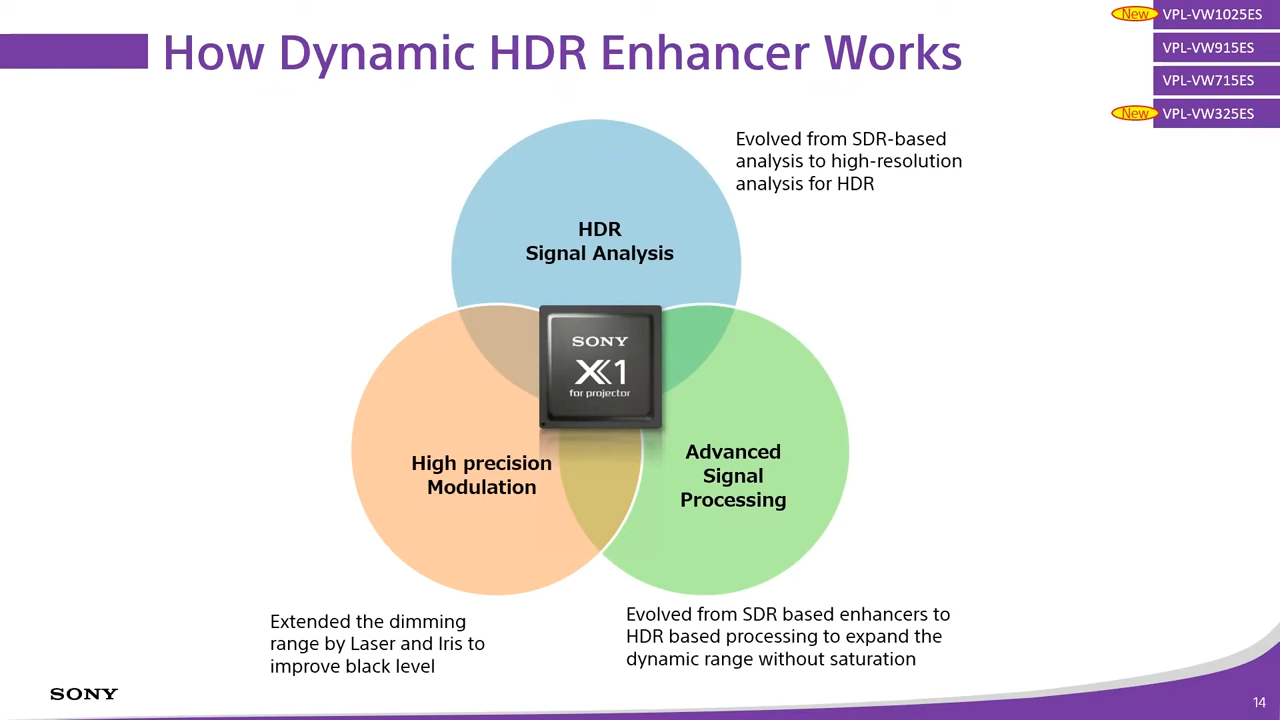 How Dynamic HDR Enhancer Works
New VPL-VW1025ES
VPL-VW915ES
VPL-VW715ES
New VPL-VW325ES
Evolved from SDR-based
analysis to high-resolution
analysis for HDR
HDR
Signal Analysis
SONY
X1
for projector
High precision
Modulation
Advanced
Signal
Processing
Extended the dimming
range by Laser and Iris to
improve black level
Evolved from SDR based enhancers to
HDR based processing to expand the
dynamic range without saturation
SONY
14